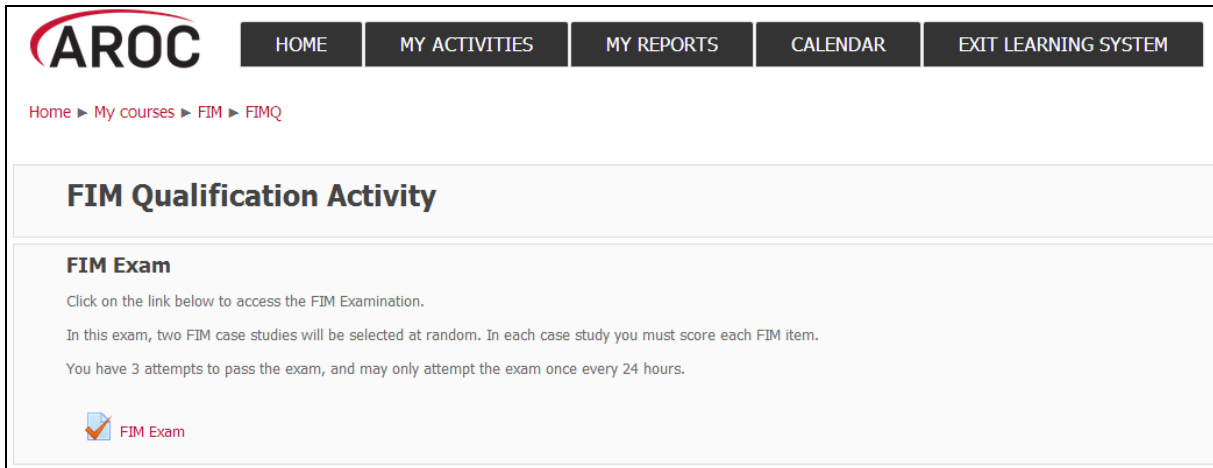 AROC
HOME MY ACTIVITIES MY REPORTS CALENDAR EXIT LEARNING SYSTEM
Home ► My courses ► FIM ► FIMQ
FIM Qualification Activity
FIM Exam
Click on the link below to access the FIM Examination.
In this exam, two FIM case studies will be selected at random. In each case study you must score each FIM item.
You have 3 attempts to pass the exam, and may only attempt the exam once every 24 hours.
FIM Exam